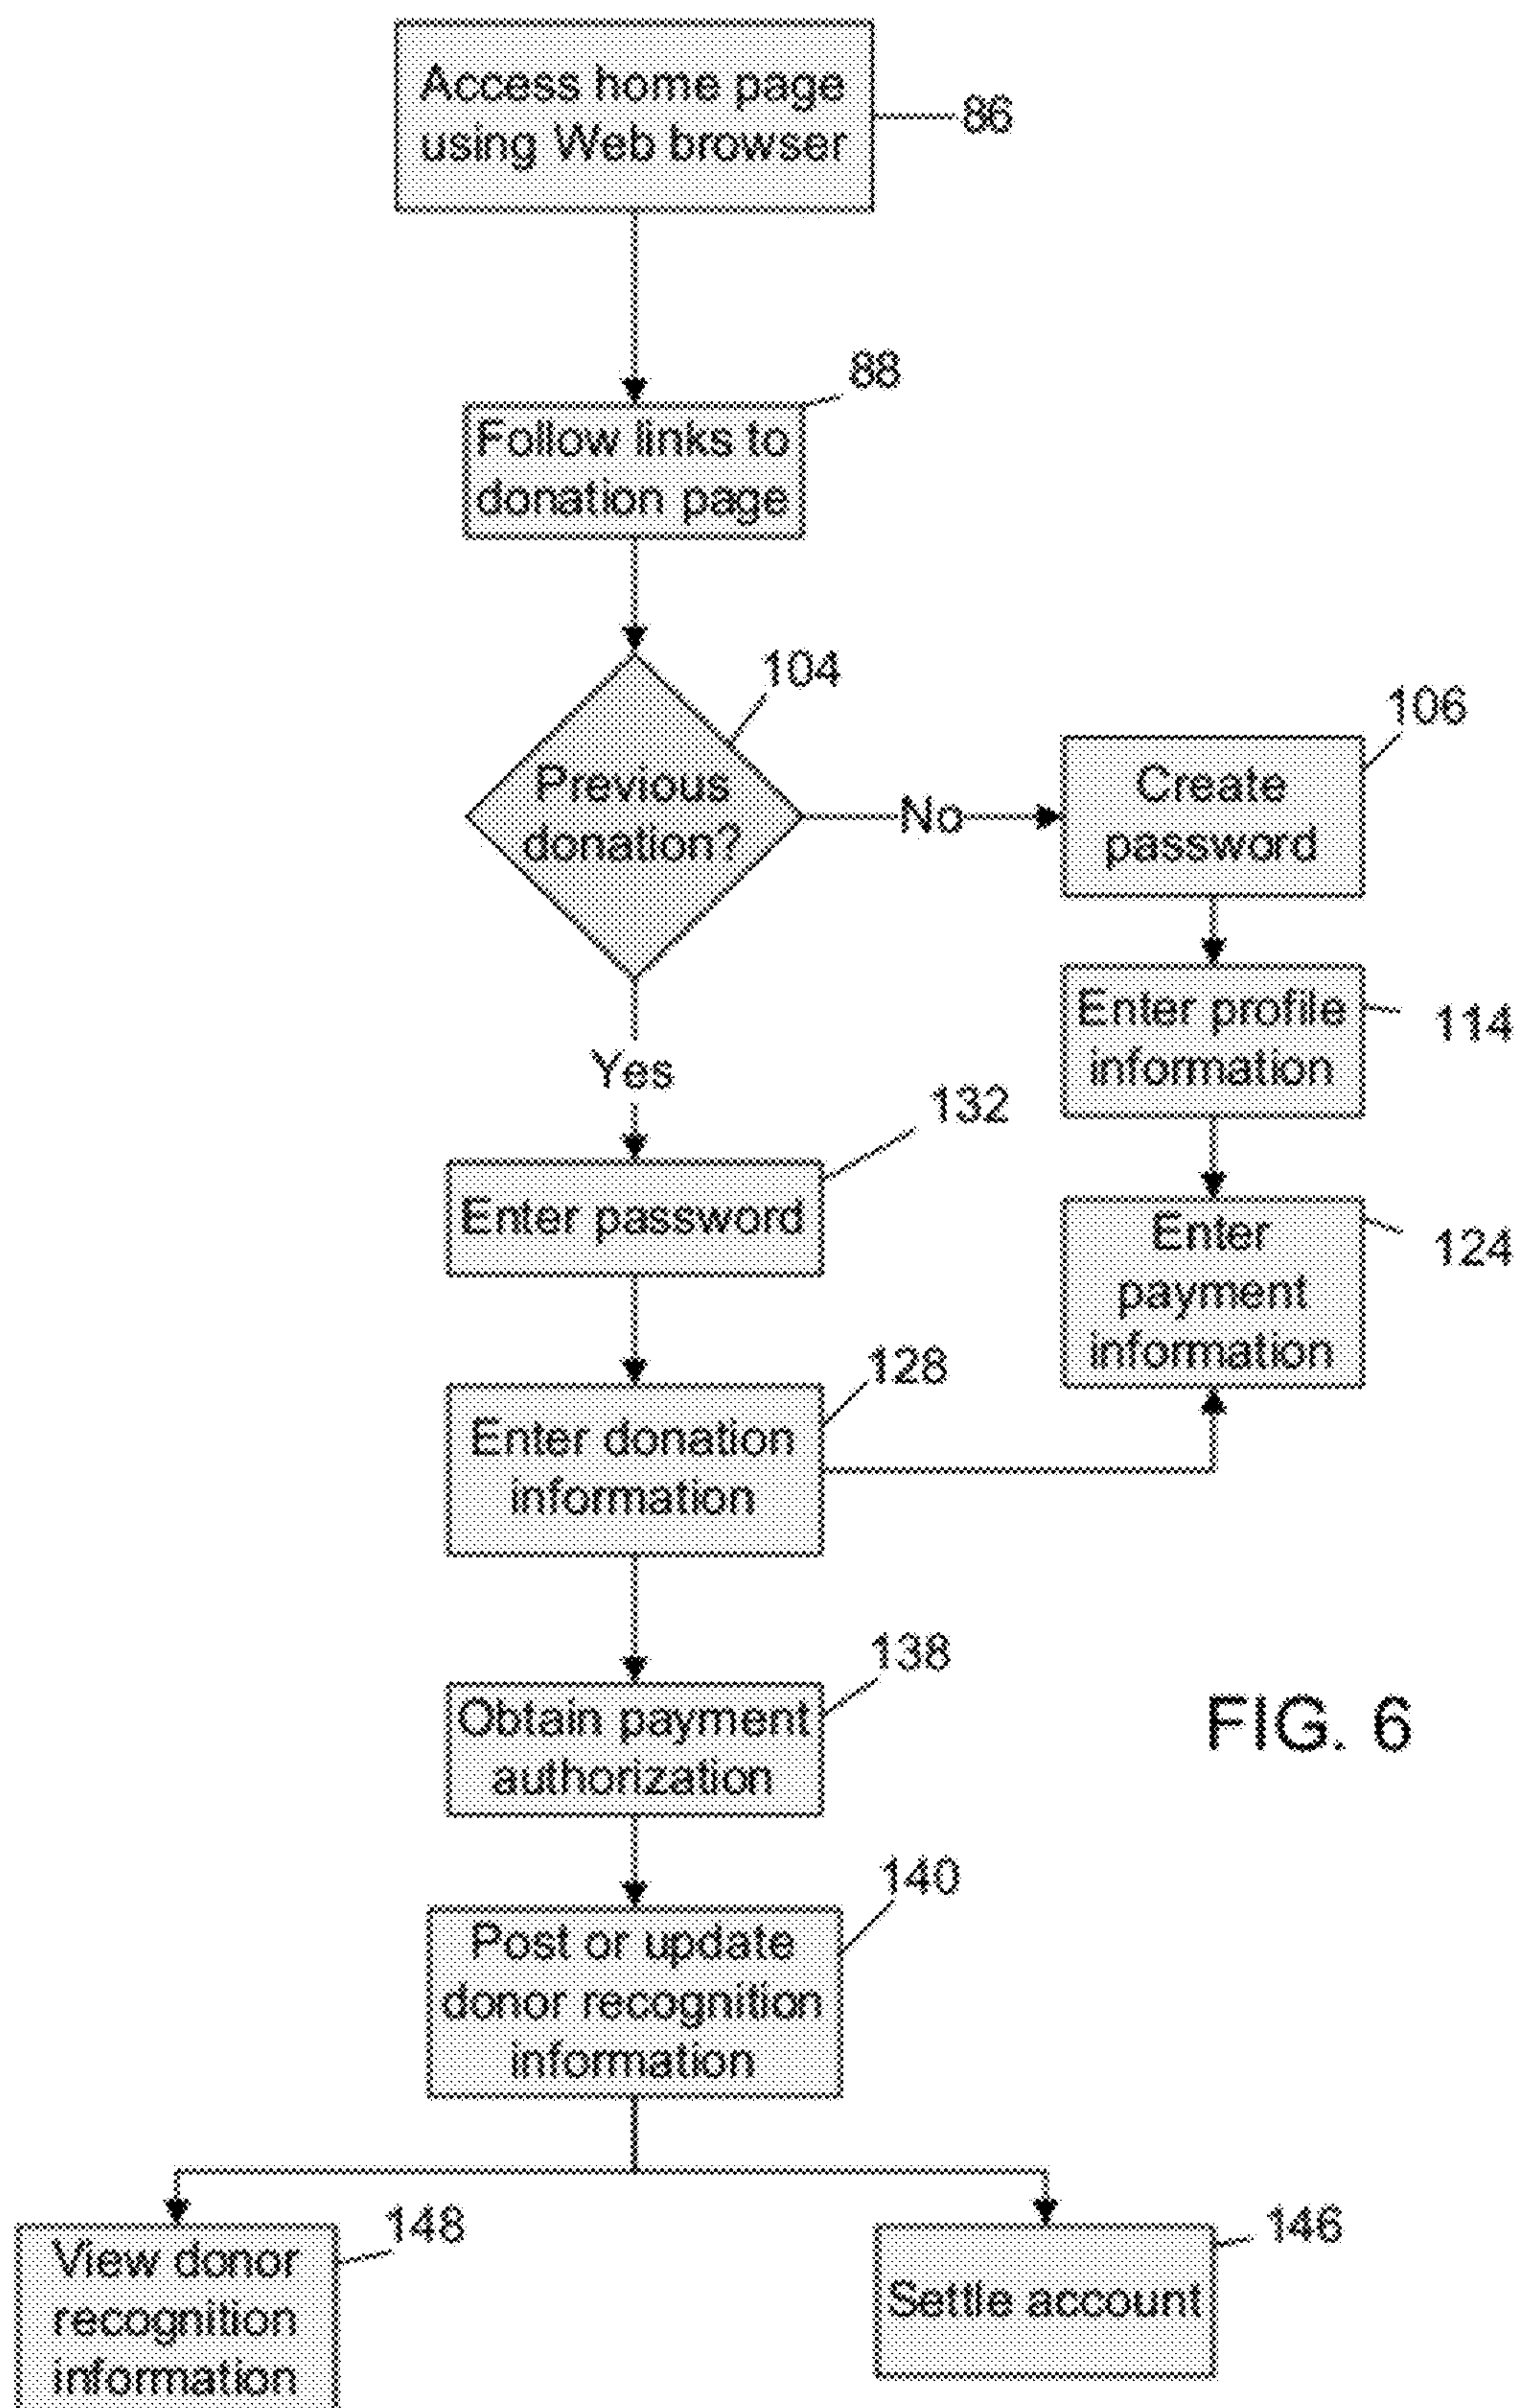 Access home page
using Web browser
86
88
Follow links to
donation page
104
Previous
donation?
No
106
Create
password
Enter profile
information
114
Yes
132
Enter password
Enter
payment
information
124
128
Enter donation
information
138
Obtain payment
authorization
FIG. 6
140
Post or update
donor recognition
information
148
View donor
recognition
information
146
Settle account